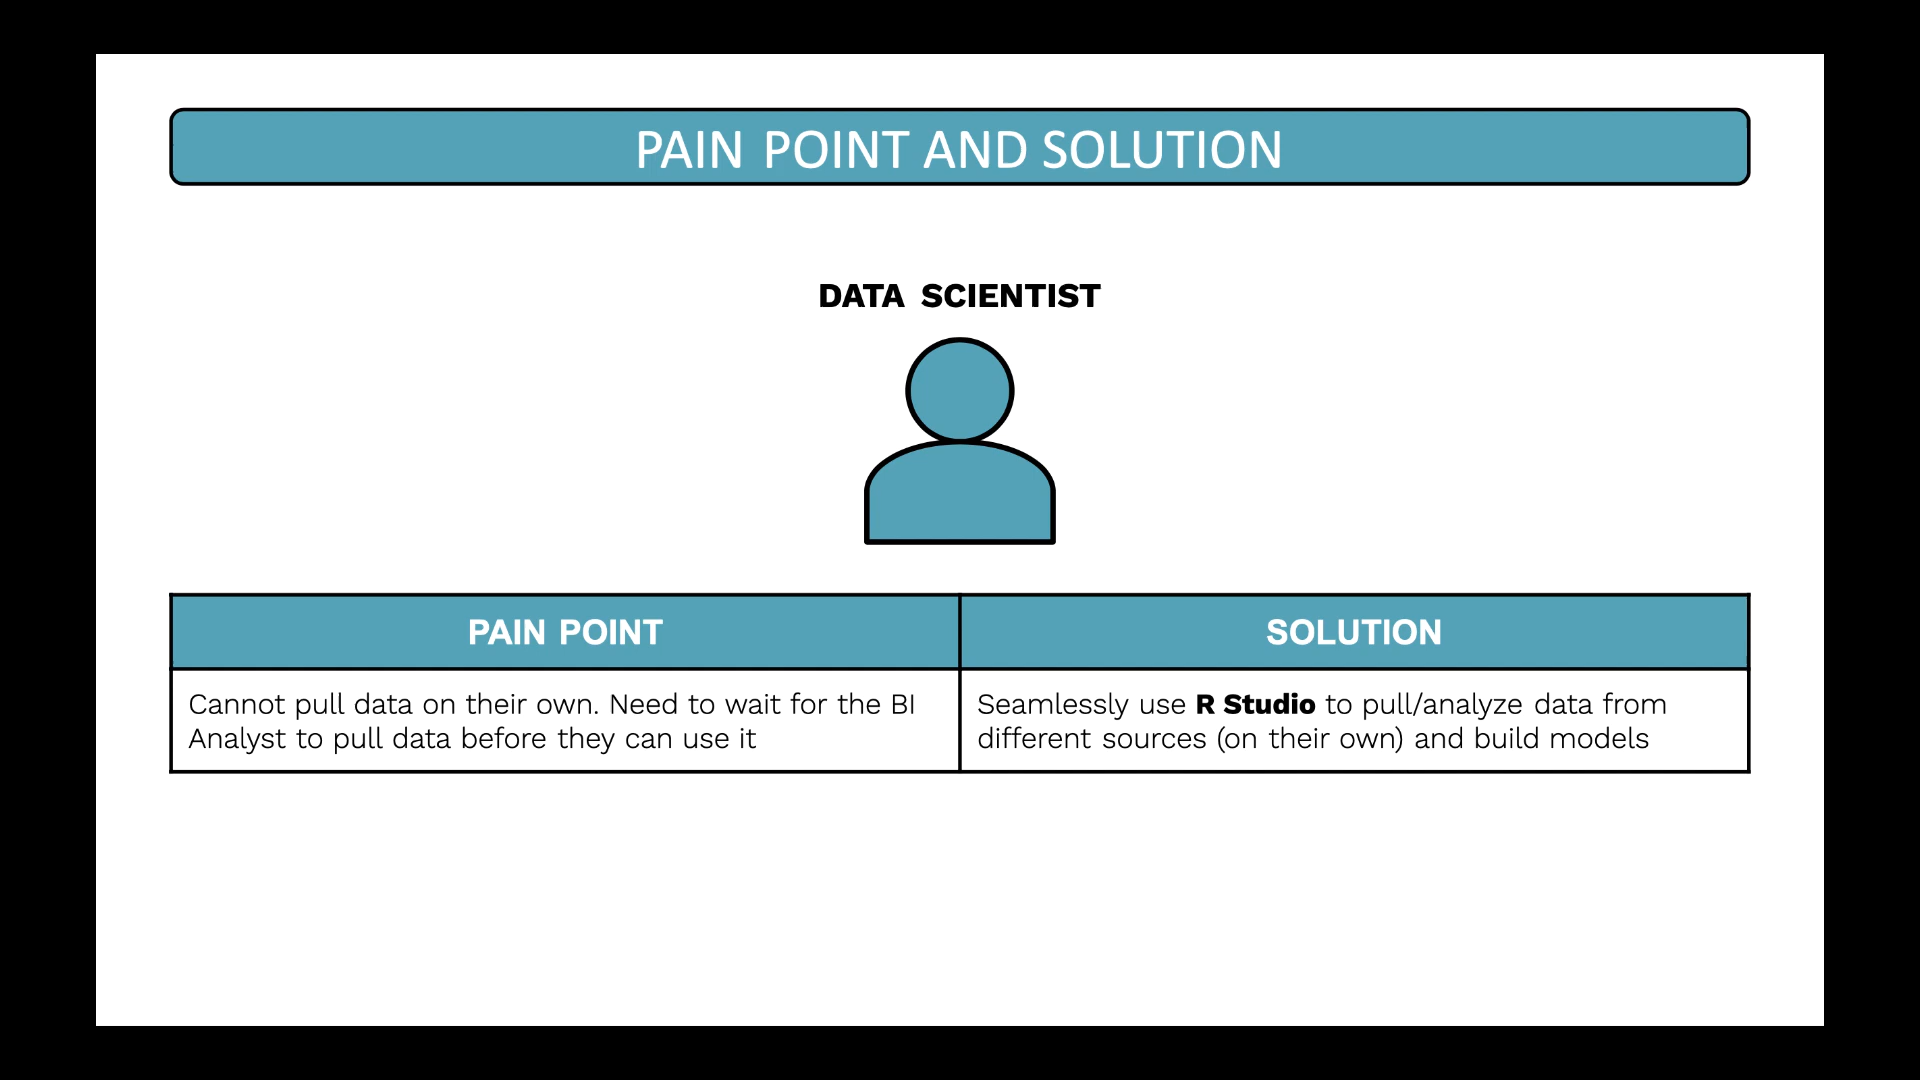 PAIN POINT AND SOLUTION
DATA SCIENTIST
PAIN POINT
SOLUTION
Cannot pull data on their own. Need to wait for the BI
Analyst to pull data before they can use it
Seamlessly use R Studio to pull/analyze data from
different sources (on their own) and build models